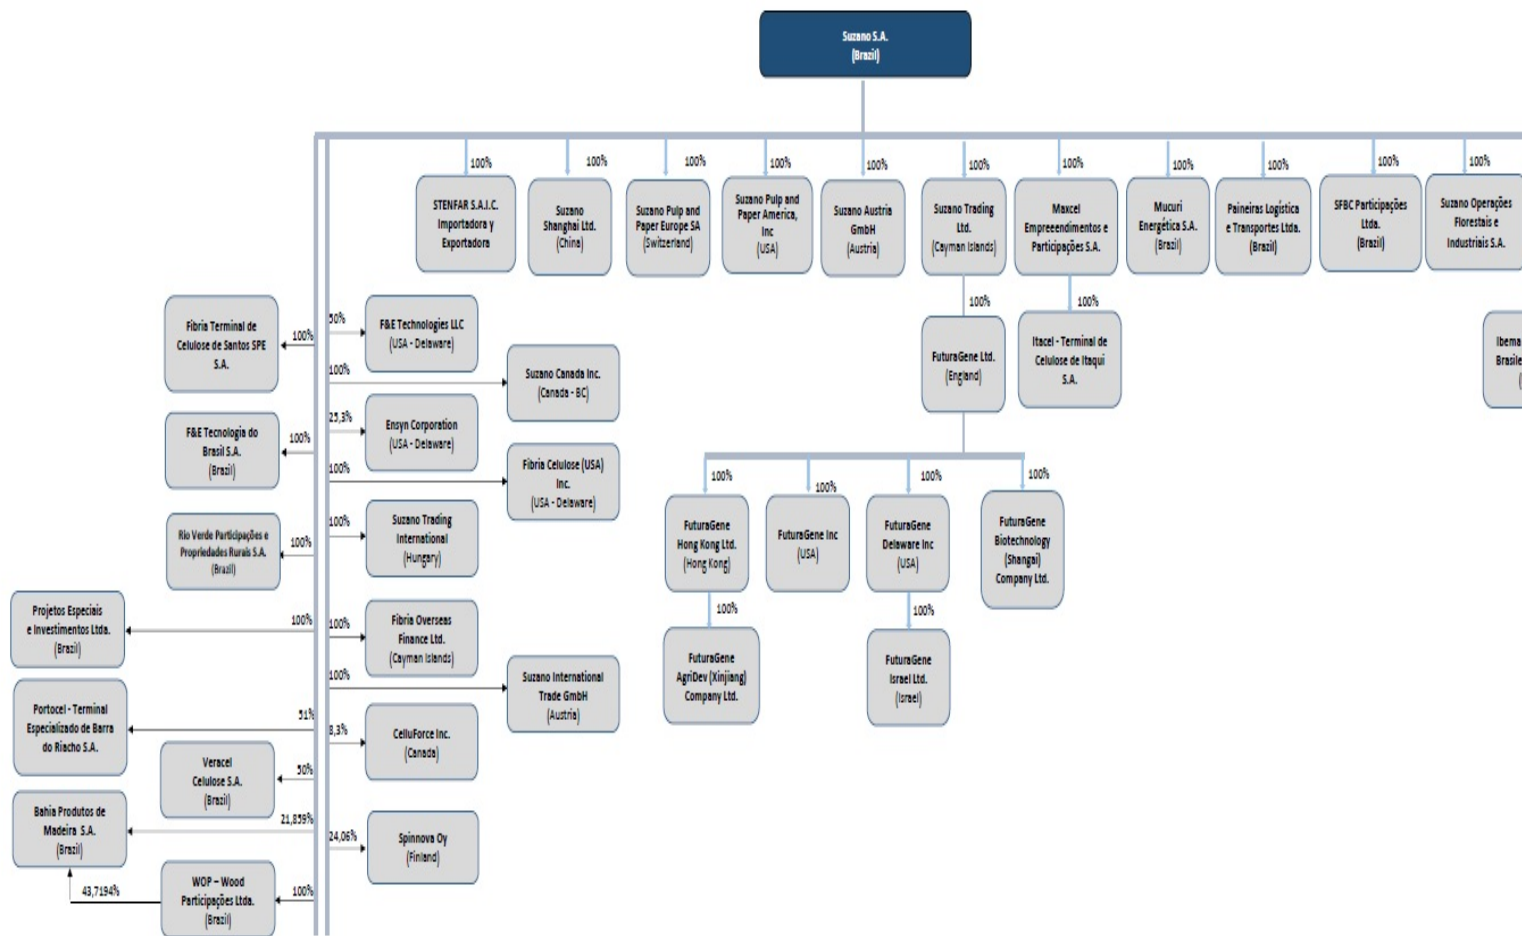 Suzano S.A.
(Brazil)
100%
100%
100%
100%
100%
100%
100%
100%
100%
100%
100%
STENFAR S.A.I.C.
Importadora y
Exportadora
Suzano
Shanghai Ltd.
(China)
Suzano Pulp and
Paper Europe SA
(Switzerland)
Suzano Pulp and
Paper America,
Inc
(USA)
Suzano Austria
GmbH
(Austria)
Suzano Trading
Ltd.
(Cayman Islands)
Maxcel
Empreeendimentos e
Participações S.A.
Mucuri
Energética S.A.
(Brazil)
Paineiras Logística
e Transportes Ltda.
(Brazil)
SFBC Participações
Ltda.
(Brazil)
Suzano Operações
Florestais e
Industriais S.A.
100%
100%
FuturaGene Ltd.
(England)
Itacel - Terminal de
Celulose de Itaqui
S.A.
Ibema
Brasile
(
100%
100%
100%
100%
FuturaGene
Hong Kong Ltd.
(Hong Kong)
FuturaGene Inc
(USA)
FuturaGene
Delaware Inc
(USA)
FuturaGene
Biotechnology
(Shangai)
Company Ltd.
100%
100%
FuturaGene
AgriDev (Xinjiang)
Company Ltd.
FuturaGene
Israel Ltd.
(Israel)
Fibria Terminal de
Celulose de Santos SPE
S.A.
100%
F&E Tecnologia do
Brasil S.A.
(Brazil)
100%
Rio Verde Participações e
Propriedades Rurais S.A.
(Brazil)
100%
Projetos Especiais
e Investimentos Ltda.
(Brazil)
100%
Portocel - Terminal
Especializado de Barra
do Riacho S.A.
51%
Veracel
Celulose S.A.
(Brazil)
50%
Bahia Produtos de
Madeira S.A.
(Brazil)
21,839%
43,7194%
WOP – Wood
Participações Ltda.
(Brazil)
100%
50%
F&E Technologies LLC
(USA - Delaware)
100%
Suzano Canada Inc.
(Canada - BC)
25,3%
Ensyn Corporation
(USA - Delaware)
100%
Fibria Celulose (USA)
Inc.
(USA - Delaware)
100%
Suzano Trading
International
(Hungary)
100%
Fibria Overseas
Finance Ltd.
(Cayman Islands)
100%
Suzano International
Trade GmbH
(Austria)
8,3%
CelluForce Inc.
(Canada)
24,06%
Spinnova Oy
(Finland)